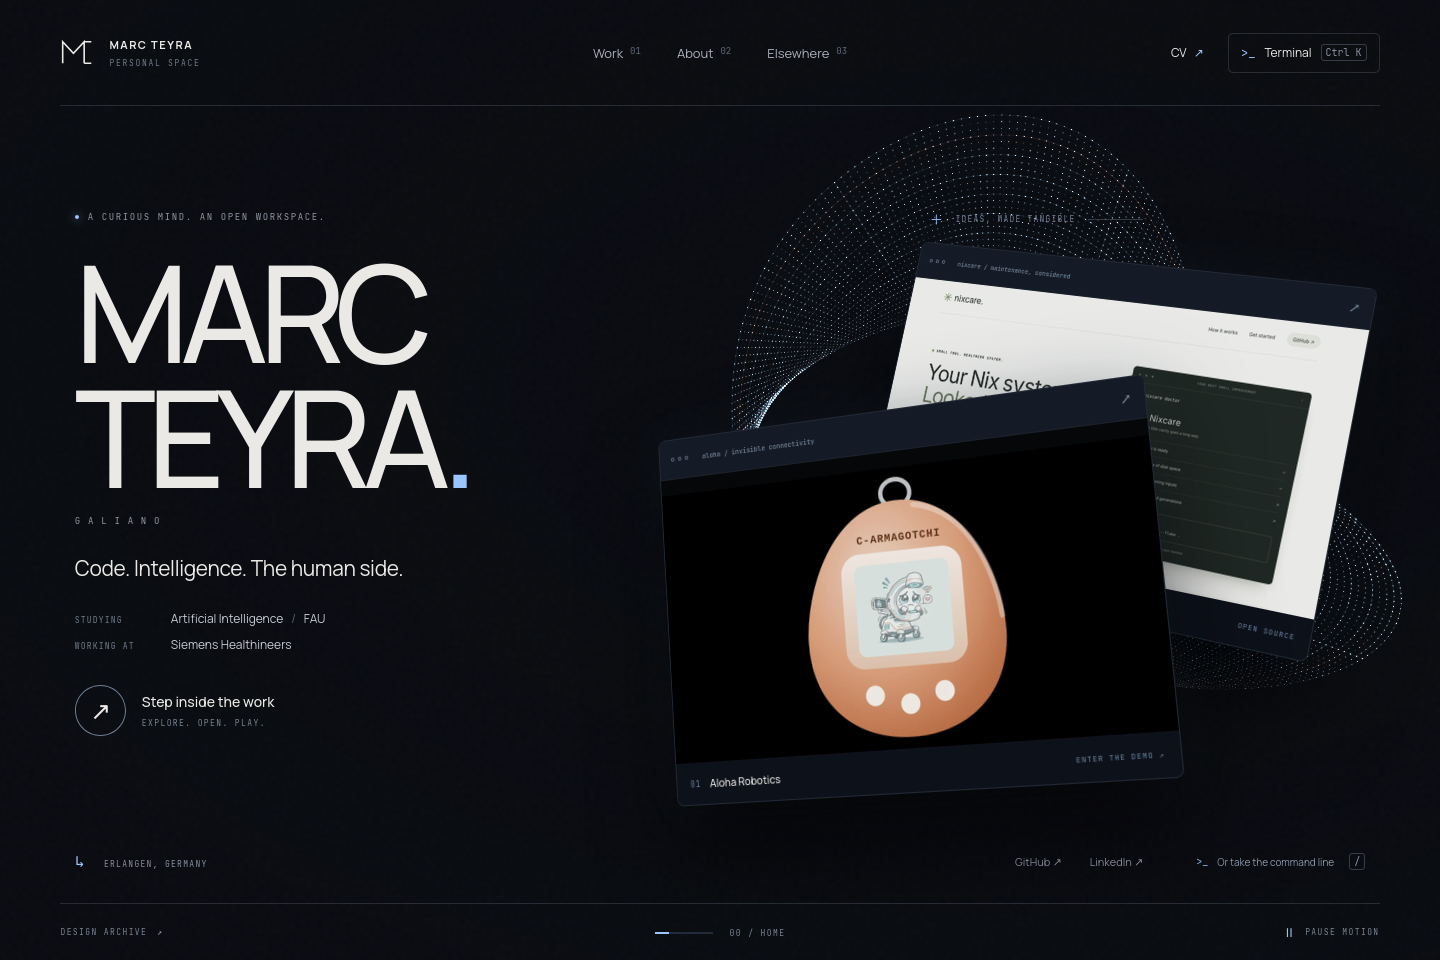 MARC TEYRA
PERSONAL SPACE
Work 01
About 02
Elsewhere 03
CV ↗
>_ Terminal Ctrl K
A CURIOUS MIND. AN OPEN WORKSPACE.
MARC
TEYRA.
GALIANO
Code. Intelligence. The human side.
STUDYING Artificial Intelligence / FAU
WORKING AT Siemens Healthineers
↗ Step inside the work
EXPLORE. OPEN. PLAY.
IDEAS, MADE TANGIBLE
nixcare / maintenance, considered
nixcare.
How it works
Get started
GitHub ↗
A SMALL TOOL. HEALTHIER SYSTEM.
Your Nix
Nixcare
OPEN SOURCE
aloha / invisible connectivity
C-ARMAGOTCHI
01 Aloha Robotics
ENTER THE DEMO ↗
↳ ERLANGEN, GERMANY
GitHub ↗
LinkedIn ↗
>_ Or take the command line /
DESIGN ARCHIVE ↗
00 / HOME
PAUSE MOTION